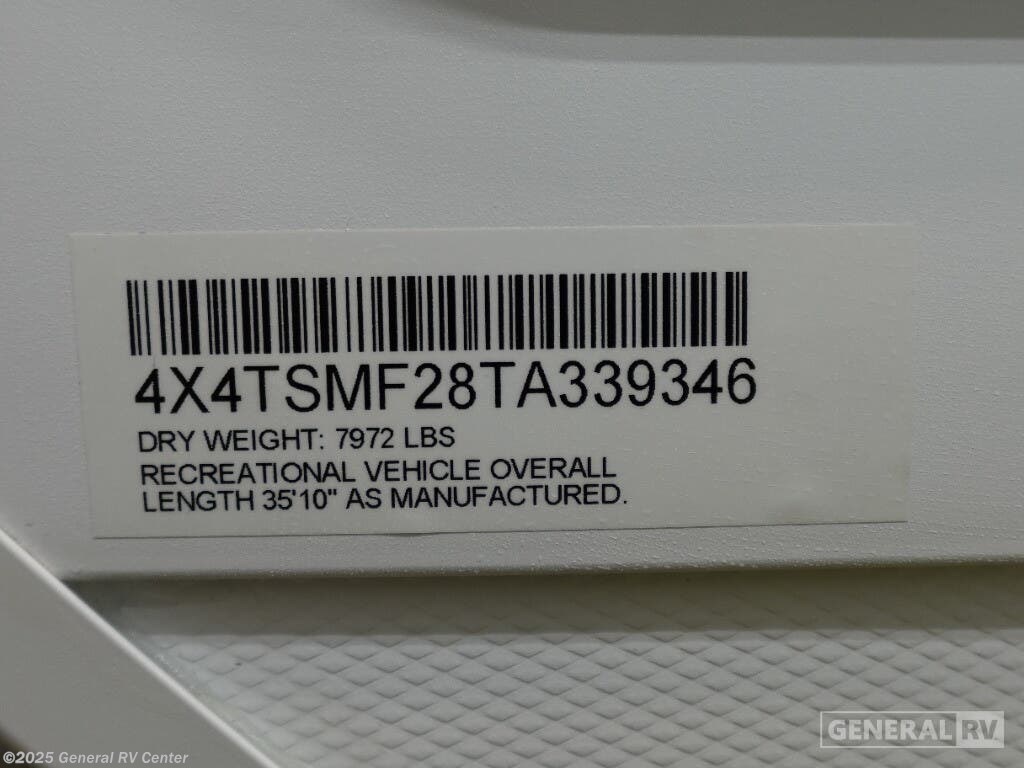 4X4TSMF28TA339346
DRY WEIGHT: 7972 LBS
RECREATIONAL VEHICLE OVERALL
LENGTH 35'10" AS MANUFACTURED.
GENERAL RV
©2025 General RV Center